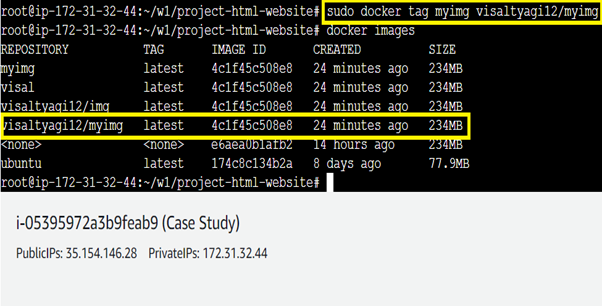 root@ip-172-31-32-44:~/w1/project-html-website# sudo docker tag myimg visaltyagi12/myimg
root@ip-172-31-32-44:~/w1/project-html-website# docker images
REPOSITORY TAG IMAGE ID CREATED SIZE
myimg latest 4c1f45c508e8 24 minutes ago 234MB
visal latest 4c1f45c508e8 24 minutes ago 234MB
visaltyagi12/img latest 4c1f45c508e8 24 minutes ago 234MB
visaltyagi12/myimg latest 4c1f45c508e8 24 minutes ago 234MB
<none> <none> e6aea0b1afb2 14 hours ago 234MB
ubuntu latest 174c8c134b2a 8 days ago 77.9MB
root@ip-172-31-32-44:~/w1/project-html-website#
i-05395972a3b9feab9 (Case Study)
PublicIPs: 35.154.146.28 PrivateIPs: 172.31.32.44